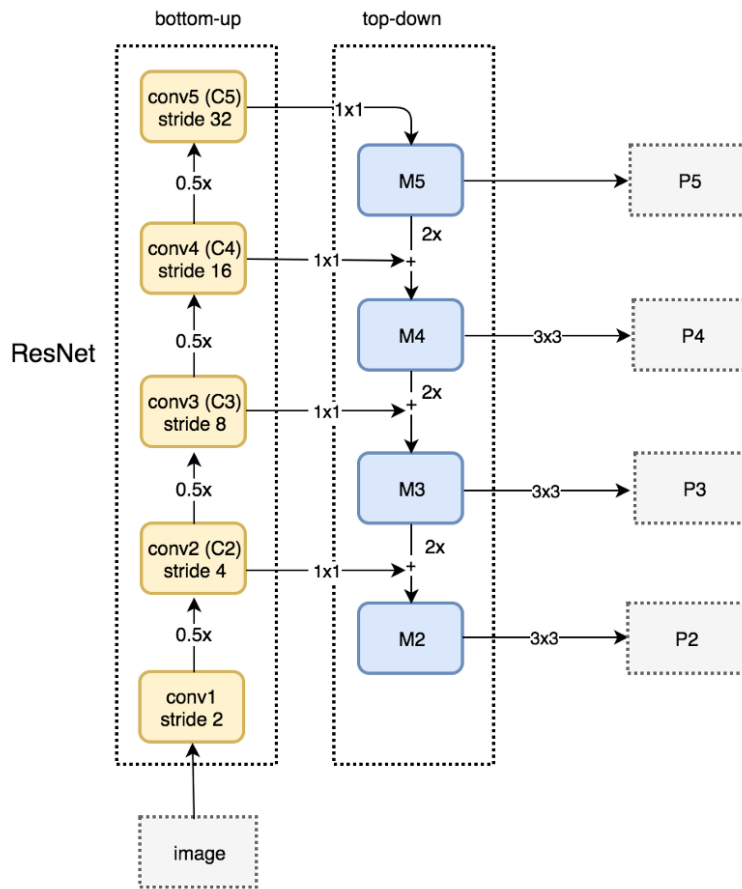 bottom-up
top-down
conv5 (C5)
stride 32
1x1
M5
P5
0.5x
2x
conv4 (C4)
stride 16
1x1
+
M4
3x3
P4
0.5x
2x
ResNet
conv3 (C3)
stride 8
1x1
+
M3
3x3
P3
0.5x
2x
conv2 (C2)
stride 4
1x1
+
M2
3x3
P2
0.5x
conv1
stride 2
image